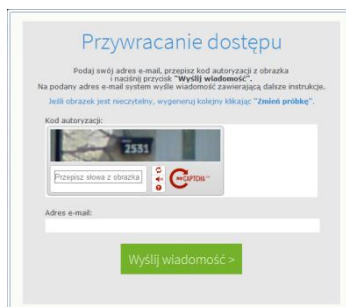 Przywracanie dostępu
Podaj swój adres e-mail, przepisz kod autoryzacji z obrazka
i naciśnij przycisk "Wyślij wiadomość".
Na podany adres e-mail system wyśle wiadomość zawierającą dalsze instrukcje.
Jeśli obrazek jest nieczytelny, wygeneruj kolejny klikając "Zmień próbkę".
Kod autoryzacji:
2531
Przepisz słowa z obrazka
reCAPTCHA™
Adres e-mail:
Wyślij wiadomość >